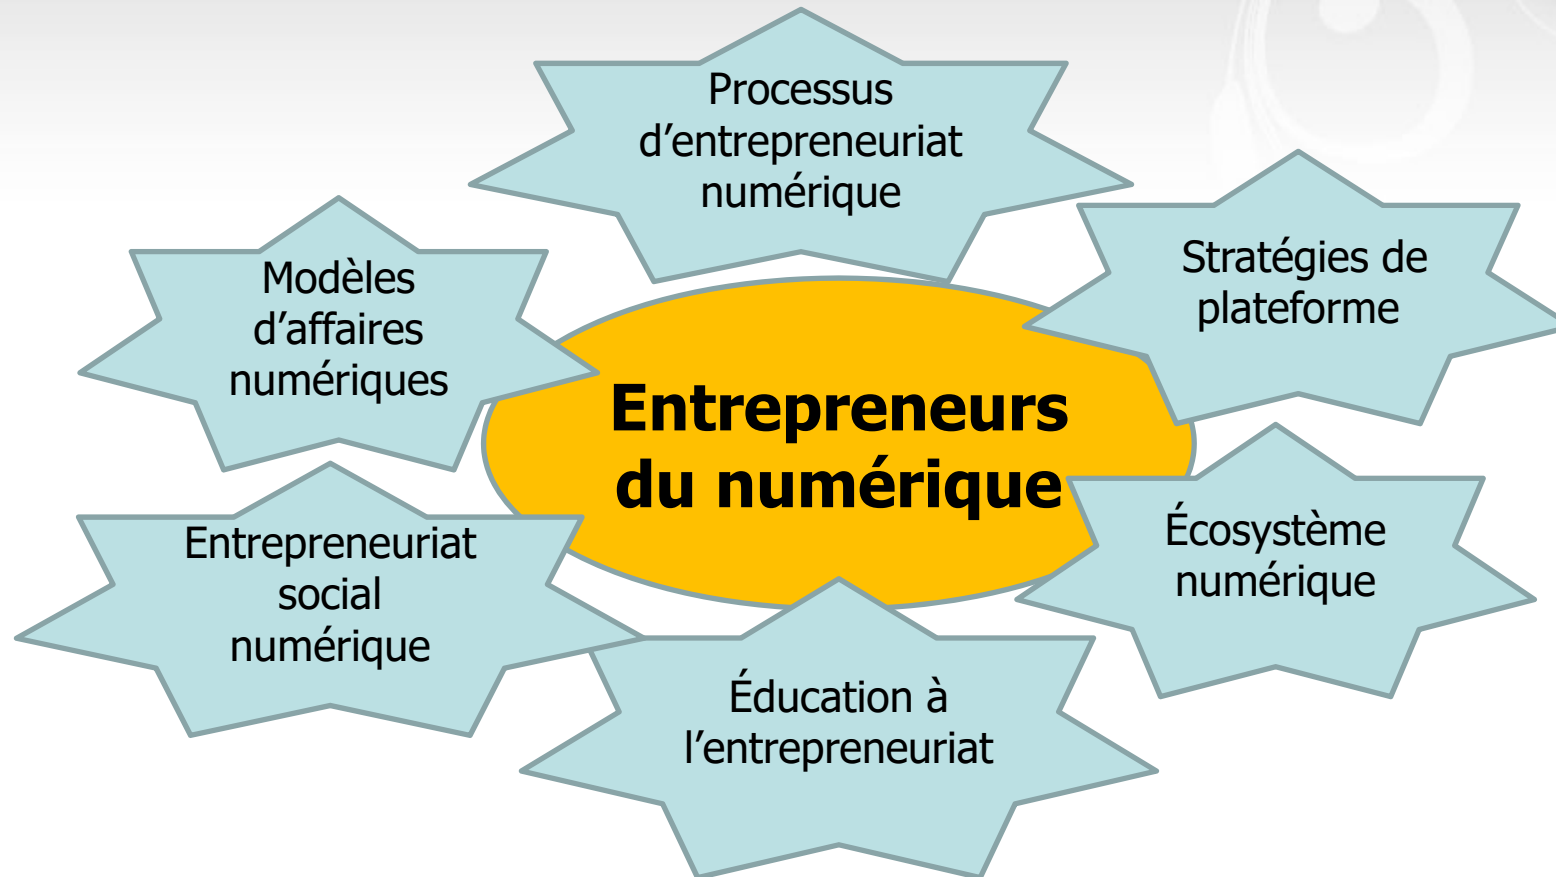 Processus
d’entrepreneuriat
numérique
Stratégies de
plateforme
Modèles
d’affaires
numériques
Entrepreneurs
du numérique
Écosystème
numérique
Entrepreneuriat
social
numérique
Éducation à
l’entrepreneuriat